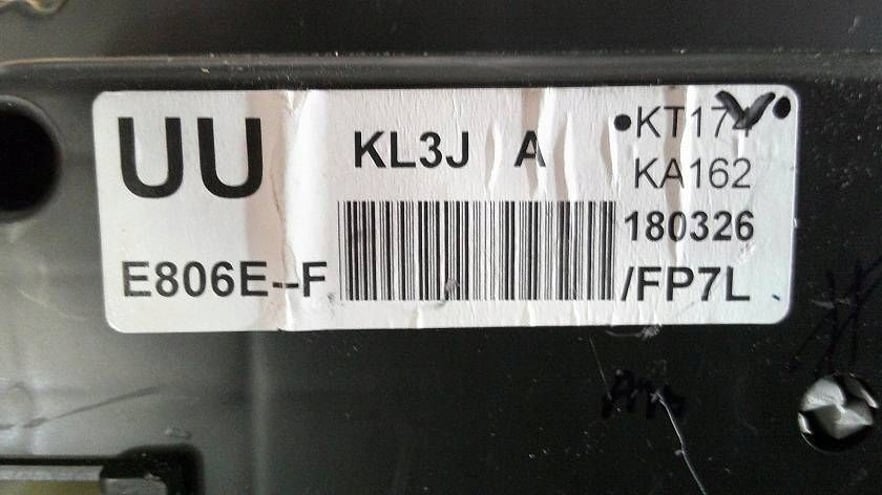 UU KL3J A •KT174
KA162
180326
E806E--F /FP7L